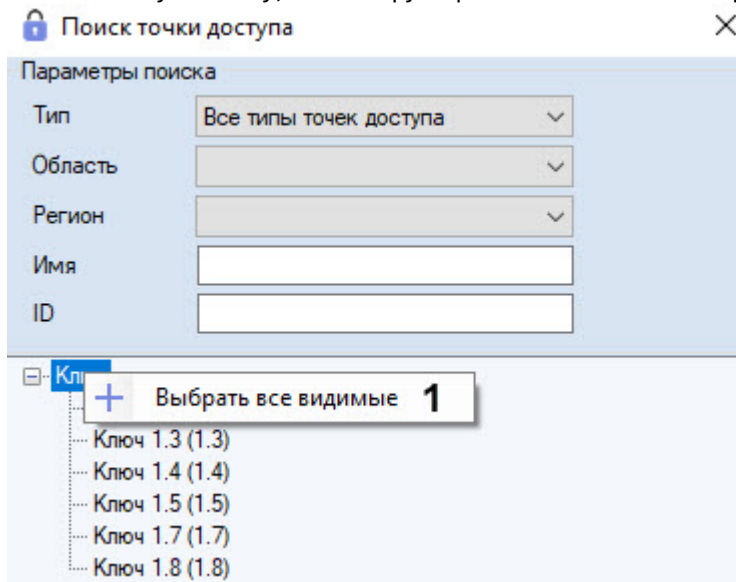 Поиск точки доступа
Параметры поиска
Тип Все типы точек доступа
Область
Регион
Имя
ID
Выбрать все видимые 1
Ключ 1.3 (1.3)
Ключ 1.4 (1.4)
Ключ 1.5 (1.5)
Ключ 1.7 (1.7)
Ключ 1.8 (1.8)